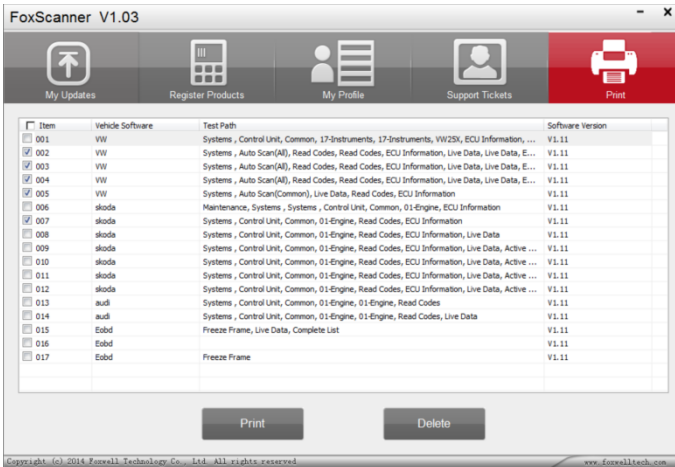 FoxScanner V1.03
My Updates
Register Products
My Profile
Support Tickets
Print
Item Vehicle Software Test Path Software Version
001 VW Systems , Control Unit, Common, 17-Instruments, 17-Instruments, VW25X, ECU Information, ... V1.11
002 VW Systems , Auto Scan(All), Read Codes, Read Codes, ECU Information, Live Data, Live Data, E... V1.11
003 VW Systems , Auto Scan(All), Read Codes, Read Codes, ECU Information, Live Data, Live Data, E... V1.11
004 VW Systems , Auto Scan(All), Read Codes, Read Codes, ECU Information, Live Data, Live Data, E... V1.11
005 VW Systems , Auto Scan(Common), Live Data, Read Codes, ECU Information V1.11
006 skoda Maintenance, Systems , Systems , Control Unit, Common, 01-Engine, ECU Information V1.11
007 skoda Systems , Control Unit, Common, 01-Engine, Read Codes, ECU Information V1.11
008 skoda Systems , Control Unit, Common, 01-Engine, Read Codes, ECU Information, Live Data V1.11
009 skoda Systems , Control Unit, Common, 01-Engine, Read Codes, ECU Information, Live Data, Active ... V1.11
010 skoda Systems , Control Unit, Common, 01-Engine, Read Codes, ECU Information, Live Data, Active ... V1.11
011 skoda Systems , Control Unit, Common, 01-Engine, Read Codes, ECU Information, Live Data, Active ... V1.11
012 skoda Systems , Control Unit, Common, 01-Engine, Read Codes, ECU Information, Live Data, Active ... V1.11
013 audi Systems , Control Unit, Common, 01-Engine, 01-Engine, Read Codes V1.11
014 audi Systems , Control Unit, Common, 01-Engine, 01-Engine, Read Codes, Live Data V1.11
015 Eobd Freeze Frame, Live Data, Complete List V1.11
016 Eobd V1.11
017 Eobd Freeze Frame V1.11
Print
Delete
Copyright (c) 2014 Foxwell Technology Co., Ltd. All rights reserved
www.foxwelltech.com